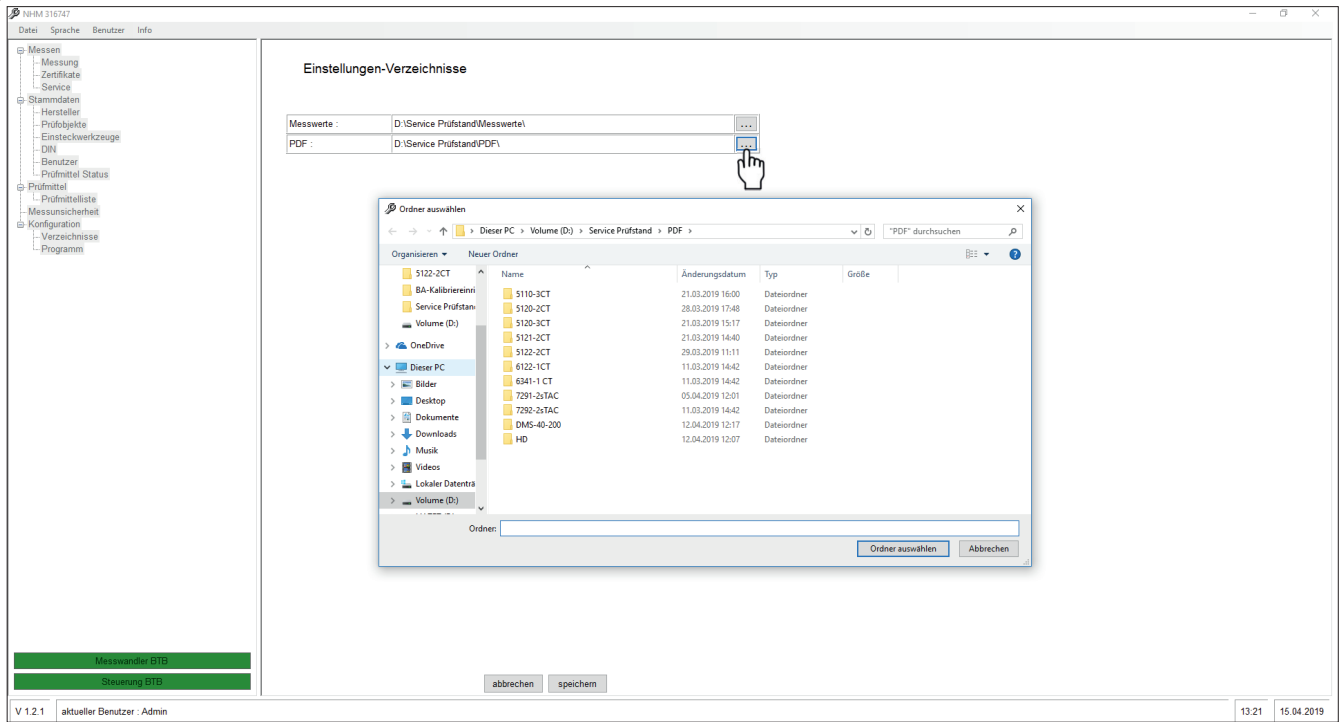 NHM 316747
Datei Sprache Benutzer Info
Messen
Messung
Zertifikate
Service
Stammdaten
Hersteller
Prüfobjekte
Einsteckwerkzeuge
DIN
Benutzer
Prüfmittel Status
Prüfmittel
Prüfmittelliste
Messunsicherheit
Konfiguration
Verzeichnisse
Programm
Einstellungen-Verzeichnisse
Messwerte : D:\Service Prüfstand\Messwerte\ ...
PDF : D:\Service Prüfstand\PDF\ ...
Ordner auswählen
Dieser PC › Volume (D:) › Service Prüfstand › PDF › "PDF" durchsuchen
Organisieren Neuer Ordner
5122-2CT
BA-Kalibriereinri
Service Prüfstan
Volume (D:)
OneDrive
Dieser PC
Bilder
Desktop
Dokumente
Downloads
Musik
Videos
Lokaler Datenträ
Volume (D:)
Name Änderungsdatum Typ Größe
5110-3CT 21.03.2019 16:00 Dateiordner
5120-2CT 28.03.2019 17:48 Dateiordner
5120-3CT 21.03.2019 15:17 Dateiordner
5121-2CT 21.03.2019 14:40 Dateiordner
5122-2CT 29.03.2019 11:11 Dateiordner
6122-1CT 11.03.2019 14:42 Dateiordner
6341-1 CT 11.03.2019 14:42 Dateiordner
7291-2sTAC 05.04.2019 12:01 Dateiordner
7292-2sTAC 11.03.2019 14:42 Dateiordner
DMS-40-200 12.04.2019 12:17 Dateiordner
HD 12.04.2019 12:07 Dateiordner
Ordner:
Ordner auswählen Abbrechen
Messwandler BTB
Steuerung BTB
abbrechen speichern
V 1.2.1 aktueller Benutzer : Admin 13:21 15.04.2019